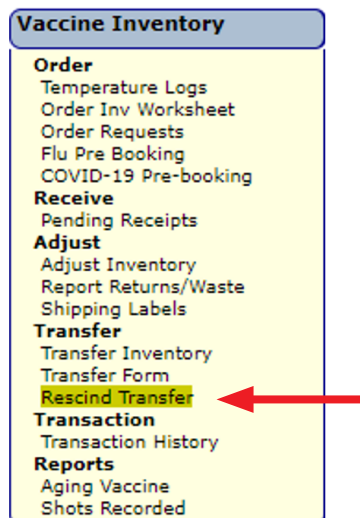 Vaccine Inventory
Order
Temperature Logs
Order Inv Worksheet
Order Requests
Flu Pre Booking
COVID-19 Pre-booking
Receive
Pending Receipts
Adjust
Adjust Inventory
Report Returns/Waste
Shipping Labels
Transfer
Transfer Inventory
Transfer Form
Rescind Transfer
Transaction
Transaction History
Reports
Aging Vaccine
Shots Recorded